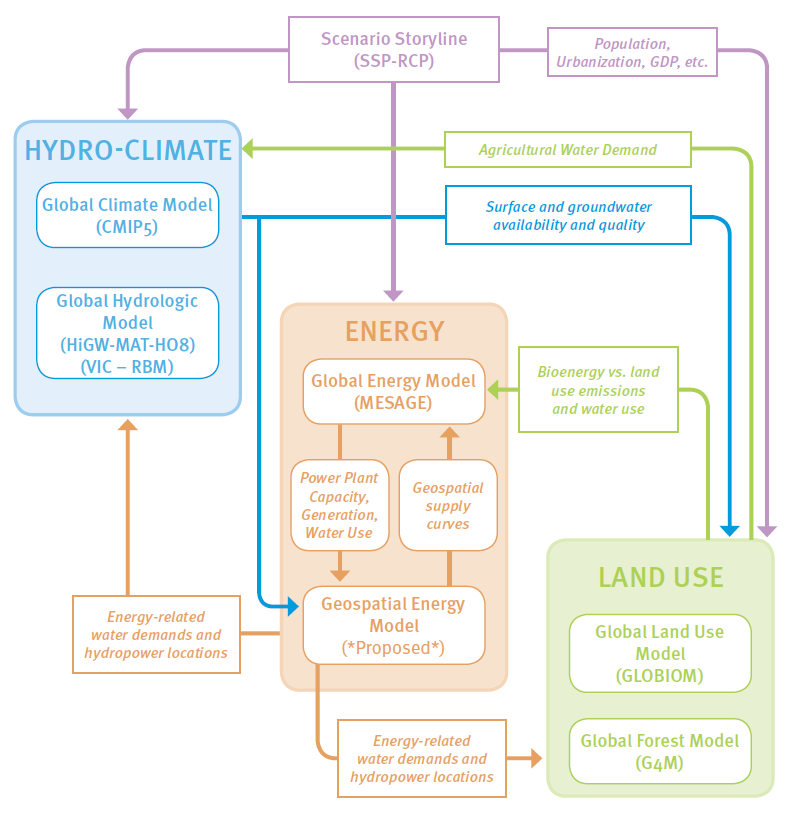 Scenario Storyline
(SSP-RCP)
Population,
Urbanization, GDP, etc.
HYDRO-CLIMATE
Agricultural Water Demand
Global Climate Model
(CMIP5)
Surface and groundwater
availability and quality
Global Hydrologic
Model
(HiGW-MAT-HO8)
(VIC – RBM)
ENERGY
Global Energy Model
(MESAGE)
Bioenergy vs. land
use emissions
and water use
Power Plant
Capacity,
Generation,
Water Use
Geospatial
supply
curves
Geospatial Energy
Model
(*Proposed*)
Energy-related
water demands and
hydropower locations
LAND USE
Global Land Use
Model
(GLOBIOM)
Global Forest Model
(G4M)
Energy-related
water demands and
hydropower locations